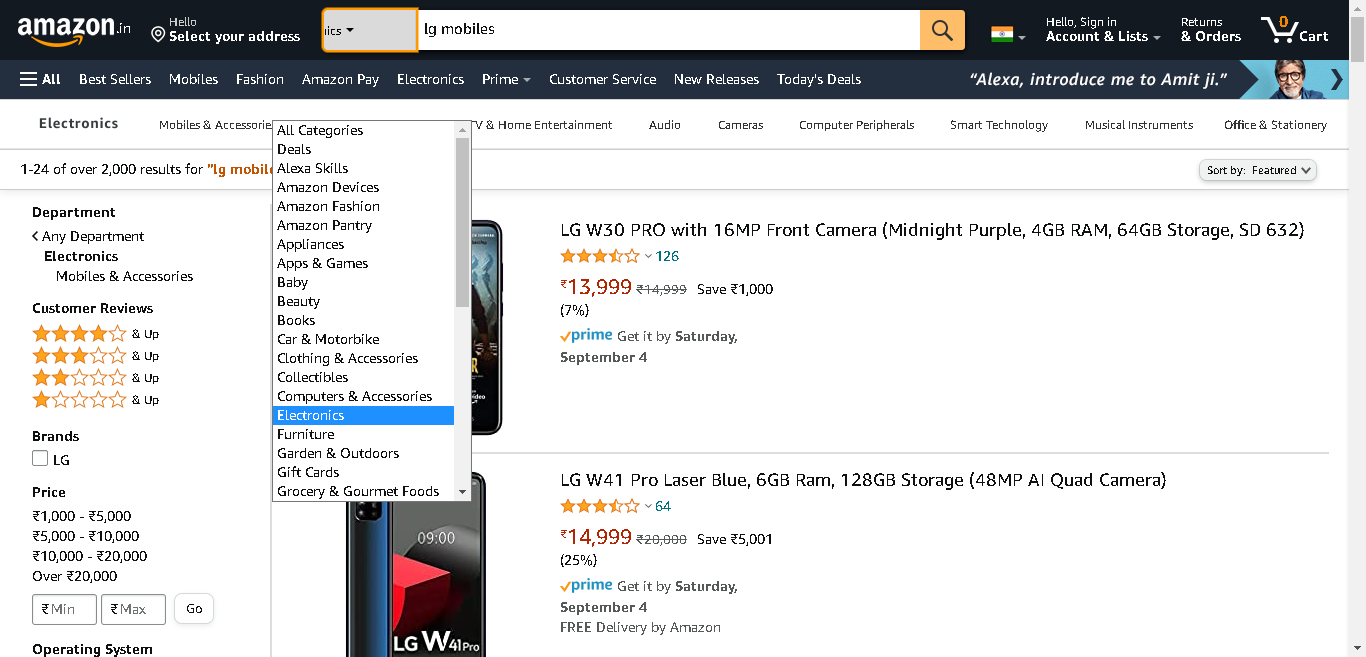 amazon.in
Hello
Select your address
ics
lg mobiles
Hello, Sign in
Account & Lists
Returns
& Orders
0
Cart
All
Best Sellers
Mobiles
Fashion
Amazon Pay
Electronics
Prime
Customer Service
New Releases
Today's Deals
"Alexa, introduce me to Amit ji."
Electronics
Mobiles & Accessorie
TV & Home Entertainment
Audio
Cameras
Computer Peripherals
Smart Technology
Musical Instruments
Office & Stationery
1-24 of over 2,000 results for "lg mobile
Sort by: Featured
All Categories
Deals
Alexa Skills
Amazon Devices
Amazon Fashion
Amazon Pantry
Appliances
Apps & Games
Baby
Beauty
Books
Car & Motorbike
Clothing & Accessories
Collectibles
Computers & Accessories
Electronics
Furniture
Garden & Outdoors
Gift Cards
Grocery & Gourmet Foods
Department
Any Department
Electronics
Mobiles & Accessories
Customer Reviews
& Up
& Up
& Up
& Up
Brands
LG
Price
₹1,000 - ₹5,000
₹5,000 - ₹10,000
₹10,000 - ₹20,000
Over ₹20,000
₹ Min
₹ Max
Go
Operating System
LG W30 PRO with 16MP Front Camera (Midnight Purple, 4GB RAM, 64GB Storage, SD 632)
126
₹13,999 ₹14,999 Save ₹1,000
(7%)
prime Get it by Saturday,
September 4
LG W41 Pro Laser Blue, 6GB Ram, 128GB Storage (48MP AI Quad Camera)
64
₹14,999 ₹20,000 Save ₹5,001
(25%)
prime Get it by Saturday,
September 4
FREE Delivery by Amazon
09:00
LG W41Pro